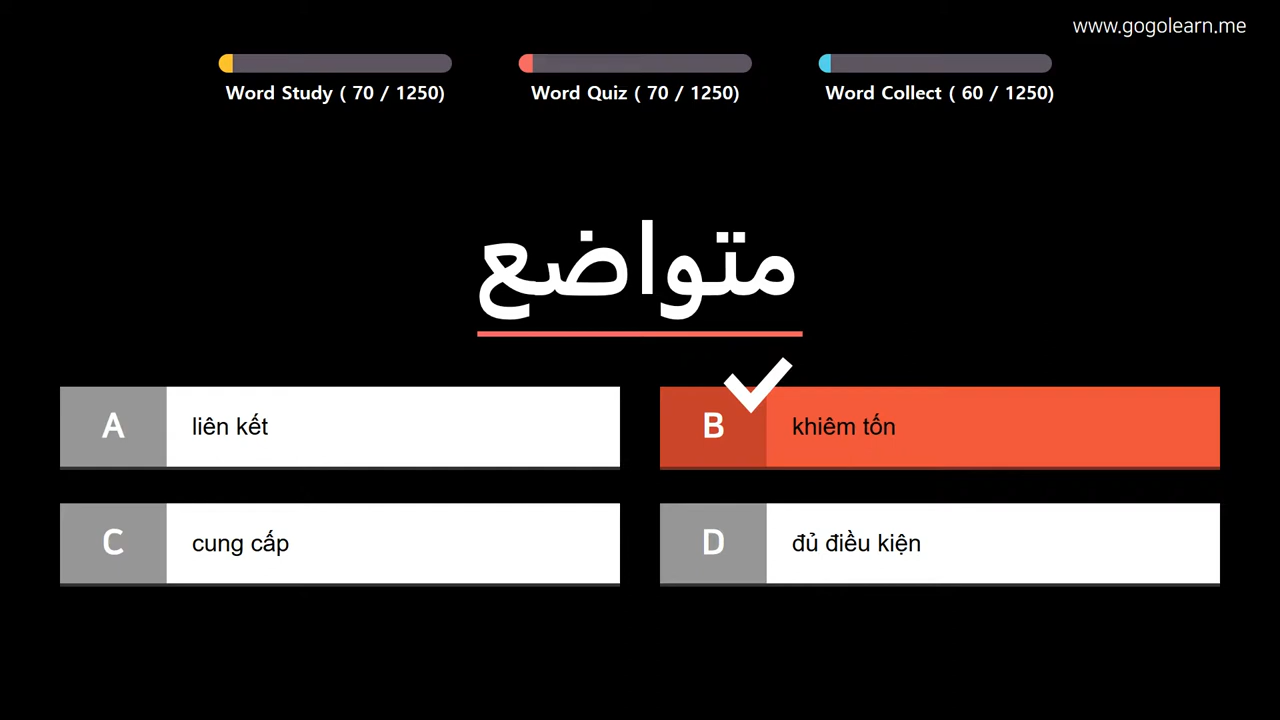 www.gogolearn.me
Word Study ( 70 / 1250)
Word Quiz ( 70 / 1250)
Word Collect ( 60 / 1250)
متواضع
A
liên kết
B
khiêm tốn
C
cung cấp
D
đủ điều kiện